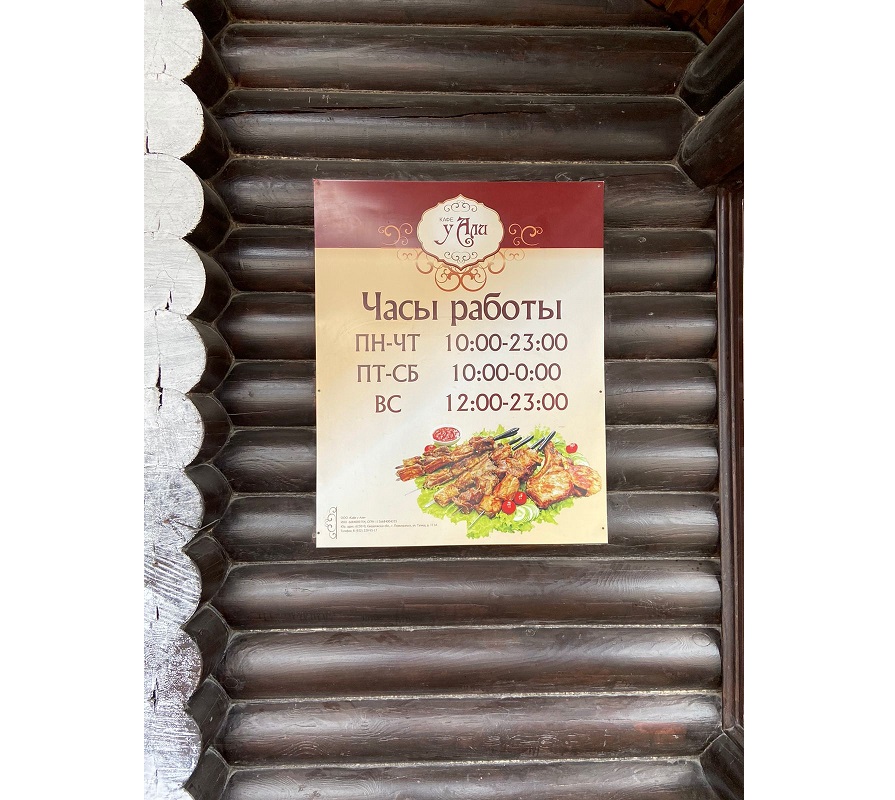 КАФЕ
У Али
Часы работы
ПН-ЧТ 10:00-23:00
ПТ-СБ 10:00-0:00
ВС 12:00-23:00